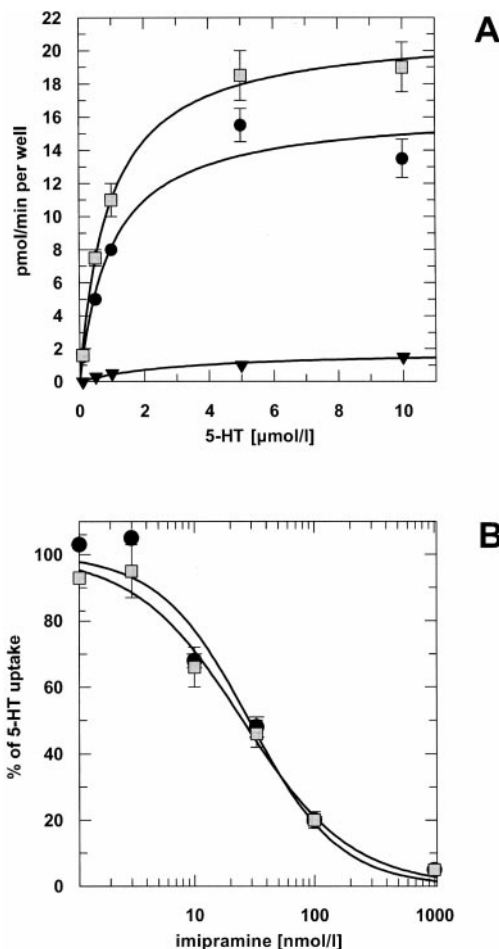 A
22
20
18
16
14
12
10
8
6
4
2
0
pmol/min per well
0 2 4 6 8 10
5-HT [µmol/l]
B
100
80
60
40
20
0
% of 5-HT uptake
10 100 1000
imipramine [nmol/l]